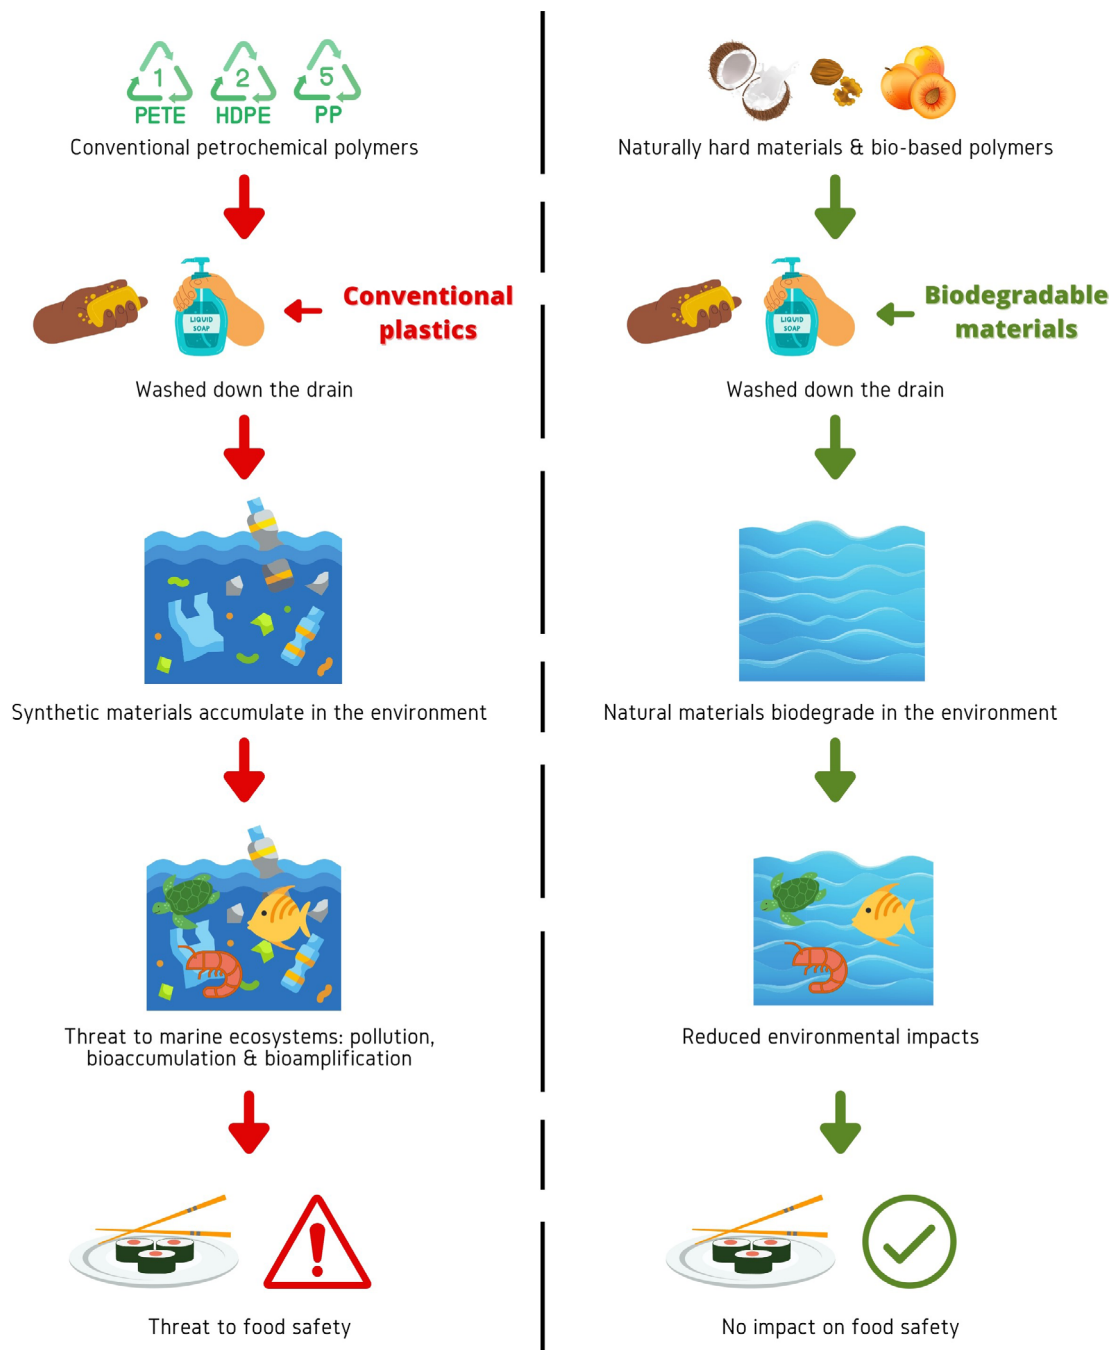 1
PETE
2
HDPE
5
PP
Conventional petrochemical polymers
LIQUID
SOAP
Conventional
plastics
Washed down the drain
Synthetic materials accumulate in the environment
Threat to marine ecosystems: pollution,
bioaccumulation & bioamplification
Threat to food safety
Naturally hard materials & bio-based polymers
LIQUID
SOAP
Biodegradable
materials
Washed down the drain
Natural materials biodegrade in the environment
Reduced environmental impacts
No impact on food safety